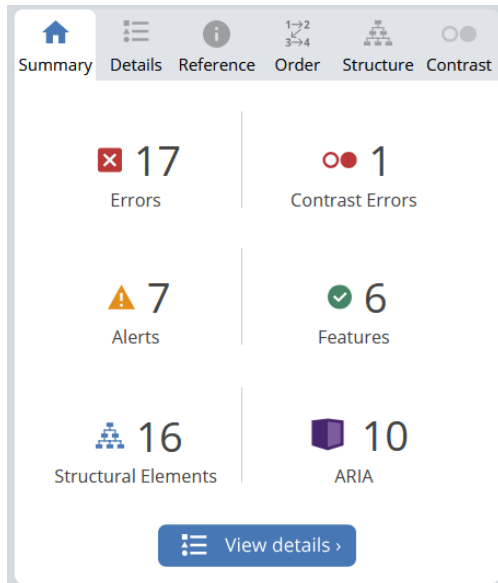 1→2
3→4
Summary Details Reference Order Structure Contrast
17 1
Errors Contrast Errors
7 6
Alerts Features
16 10
Structural Elements ARIA
View details ›